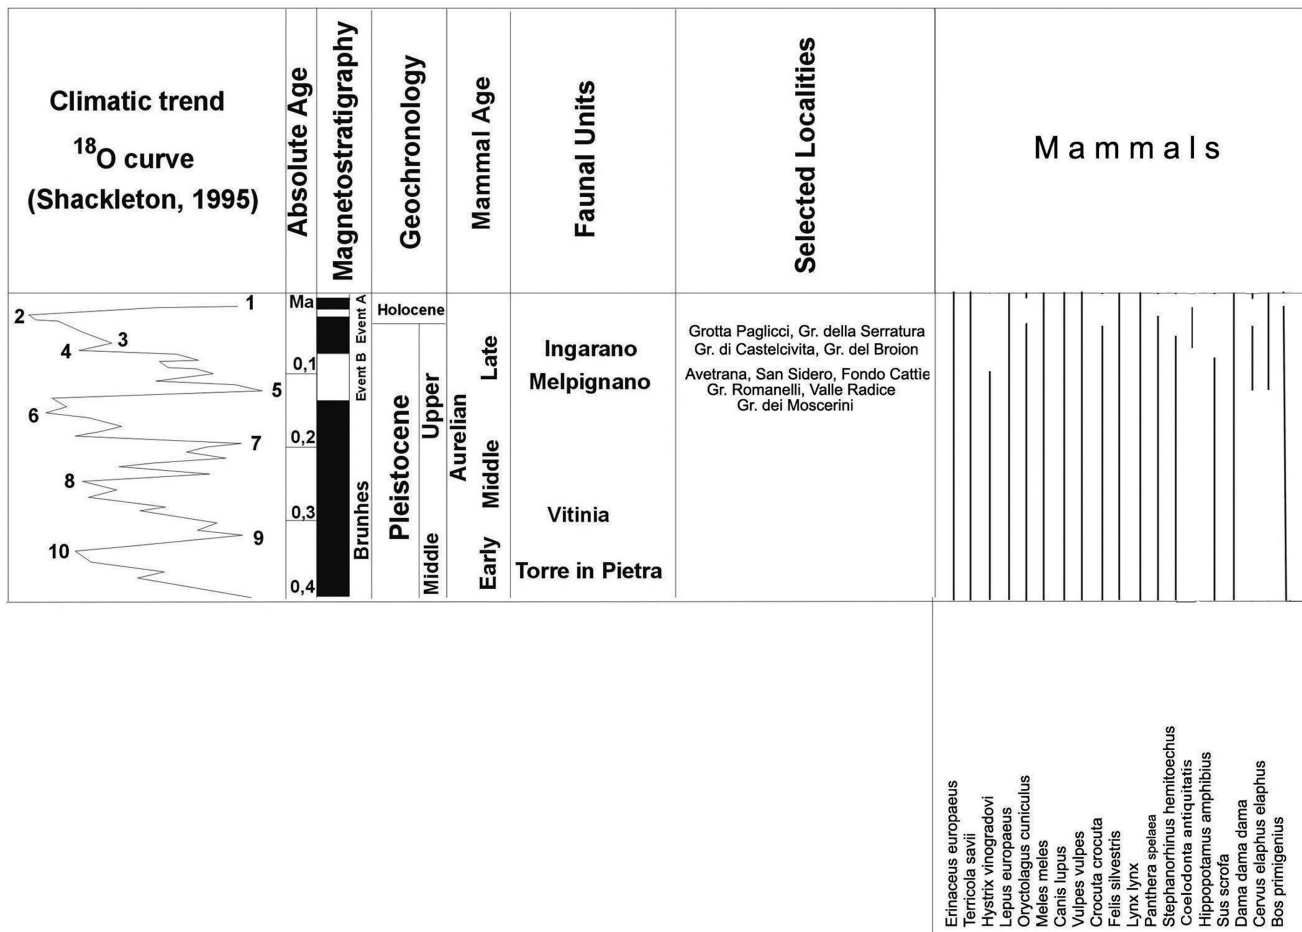 Climatic trend
18O curve
(Shackleton, 1995)
Absolute Age
Magnetostratigraphy
Geochronology
Mammal Age
Faunal Units
Selected Localities
Mammals
1
2
3
4
5
6
7
8
9
10
Ma
0,1
0,2
0,3
0,4
Event A
Event B
Brunhes
Holocene
Pleistocene
Upper
Middle
Aurelian
Late
Middle
Early
Ingarano
Melpignano
Vitinia
Torre in Pietra
Grotta Paglicci, Gr. della Serratura
Gr. di Castelcivita, Gr. del Broion
Avetrana, San Sidero, Fondo Cattie
Gr. Romanelli, Valle Radice
Gr. dei Moscerini
Erinaceus europaeus
Terricola savii
Hystrix vinogradovi
Lepus europaeus
Oryctolagus cuniculus
Meles meles
Canis lupus
Vulpes vulpes
Crocuta crocuta
Felis silvestris
Lynx lynx
Panthera spelaea
Stephanorhinus hemitoechus
Coelodonta antiquitatis
Hippopotamus amphibius
Sus scrofa
Dama dama dama
Cervus elaphus elaphus
Bos primigenius